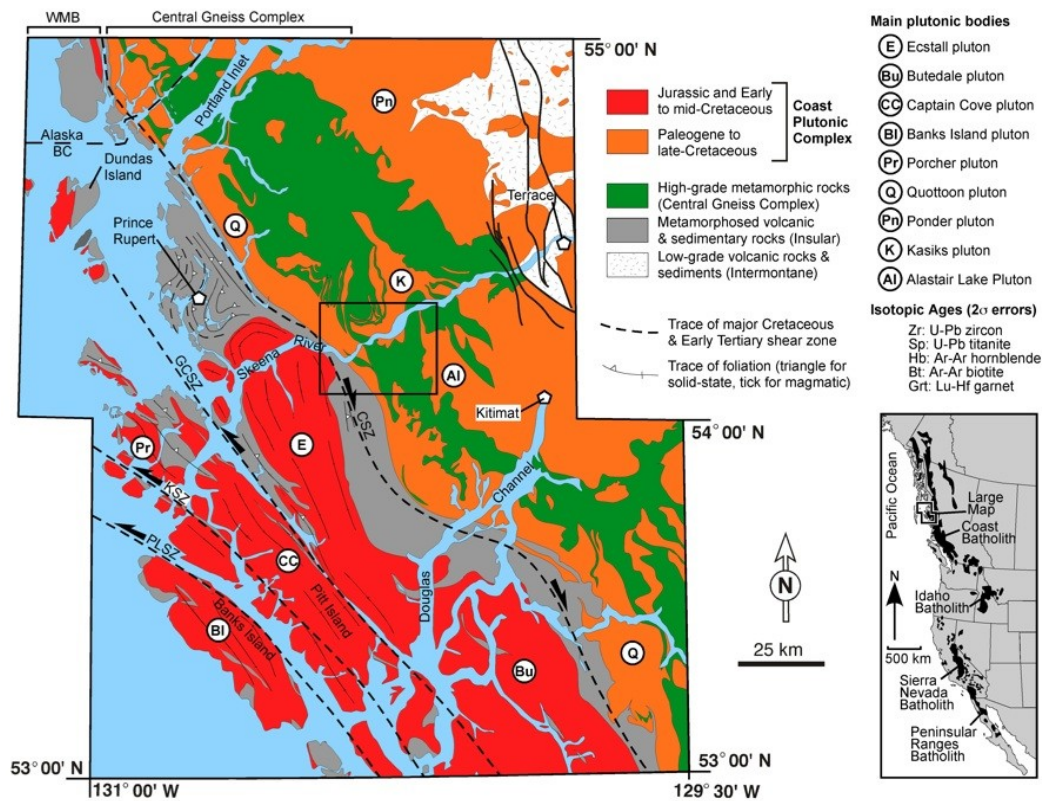 WMB
Central Gneiss Complex
55°00' N
Portland Inlet
Pn
Alaska
BC
Dundas
Island
Prince
Rupert
Q
Terrace
K
Skeena
River
Al
Kitimat
GCSZ
CSZ
54°00' N
Pr
E
KSZ
Channel
PLSZ
CC
Pitt Island
Douglas
Banks Island
BI
Bu
Q
N
25 km
53°00' N
131°00' W
129°30' W
Jurassic and Early
to mid-Cretaceous
Paleogene to
late-Cretaceous
Coast
Plutonic
Complex
High-grade metamorphic rocks
(Central Gneiss Complex)
Metamorphosed volcanic
& sedimentary rocks (Insular)
Low-grade volcanic rocks &
sediments (Intermontane)
Trace of major Cretaceous
& Early Tertiary shear zone
Trace of foliation (triangle for
solid-state, tick for magmatic)
Main plutonic bodies
E Ecstall pluton
Bu Butedale pluton
CC Captain Cove pluton
BI Banks Island pluton
Pr Porcher pluton
Q Quottoon pluton
Pn Ponder pluton
K Kasiks pluton
Al Alastair Lake Pluton
Isotopic Ages (2σ errors)
Zr: U-Pb zircon
Sp: U-Pb titanite
Hb: Ar-Ar hornblende
Bt: Ar-Ar biotite
Grt: Lu-Hf garnet
Pacific Ocean
Large
Map
Coast
Batholith
N
Idaho
Batholith
500 km
Sierra
Nevada
Batholith
Peninsular
Ranges
Batholith